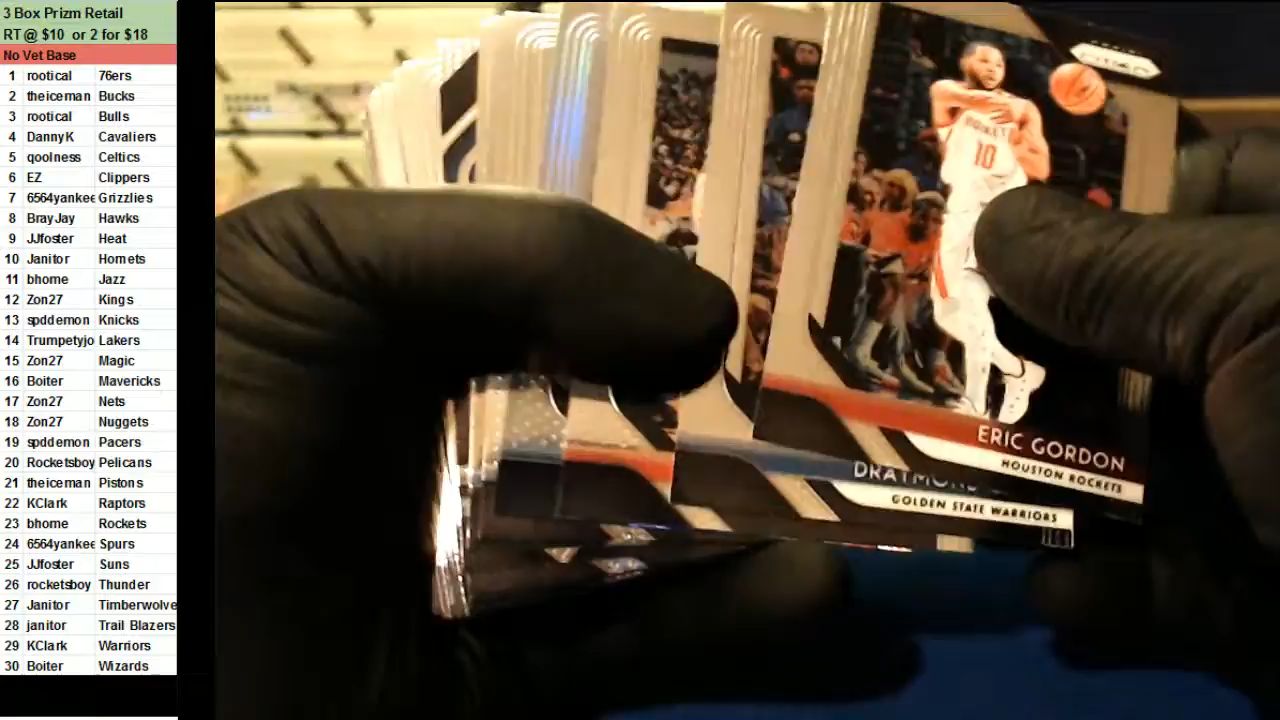 3 Box Prizm Retail
RT @ $10 or 2 for $18
No Vet Base
1 rootical 76ers
2 theiceman Bucks
3 rootical Bulls
4 DannyK Cavaliers
5 qoolness Celtics
6 EZ Clippers
7 6564yankee Grizzlies
8 BrayJay Hawks
9 JJfoster Heat
10 Janitor Hornets
11 bhome Jazz
12 Zon27 Kings
13 spddemon Knicks
14 Trumpetyjo Lakers
15 Zon27 Magic
16 Boiter Mavericks
17 Zon27 Nets
18 Zon27 Nuggets
19 spddemon Pacers
20 Rocketsboy Pelicans
21 theiceman Pistons
22 KClark Raptors
23 bhome Rockets
24 6564yankee Spurs
25 JJfoster Suns
26 rocketsboy Thunder
27 Janitor Timberwolve
28 janitor Trail Blazers
29 KClark Warriors
30 Boiter Wizards
10
ERIC GORDON
HOUSTON ROCKETS
GOLDEN STATE WARRIORS